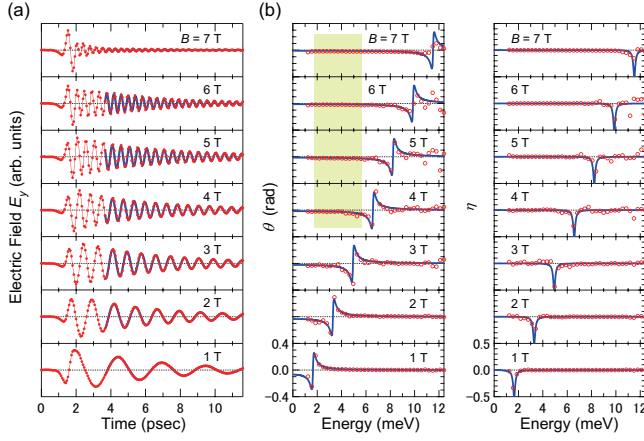 (a)
(b)
B = 7 T
6 T
5 T
4 T
3 T
2 T
1 T
Electric Field Ey (arb. units)
0 2 4 6 8 10
Time (psec)
B = 7 T
6 T
5 T
4 T
3 T
2 T
1 T
θ (rad)
0.4
0.0
-0.4
0 2 4 6 8 10 12
Energy (meV)
B = 7 T
6 T
5 T
4 T
3 T
2 T
1 T
η
0.5
0.0
-0.5
0 2 4 6 8 10 12
Energy (meV)